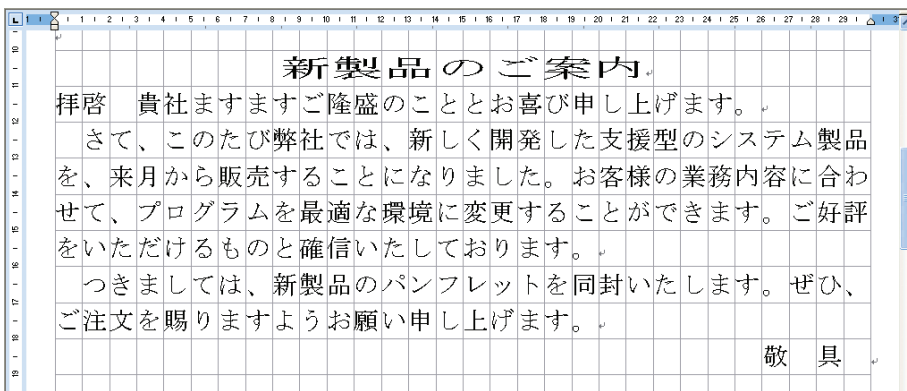 新製品のご案内
拝啓　貴社ますますご隆盛のこととお喜び申し上げます。
　さて、このたび弊社では、新しく開発した支援型のシステム製品
を、来月から販売することになりました。お客様の業務内容に合わ
せて、プログラムを最適な環境に変更することができます。ご好評
をいただけるものと確信いたしております。
　つきましては、新製品のパンフレットを同封いたします。ぜひ、
ご注文を賜りますようお願い申し上げます。
敬　具